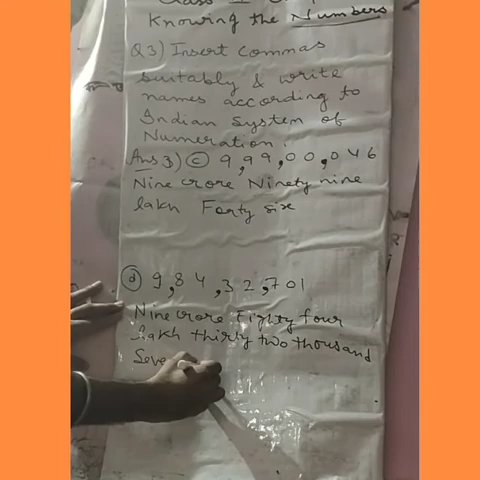 Knowing the Numbers
Q3) Insert commas
suitably & write
names according to
Indian System of
Numeration.
Ans 3) (c) 9,99,00,046
Nine crore Ninety nine
lakh Forty six
(d) 9,84,32,701
Nine crore Eighty four
lakh thirty two thousand
Seve